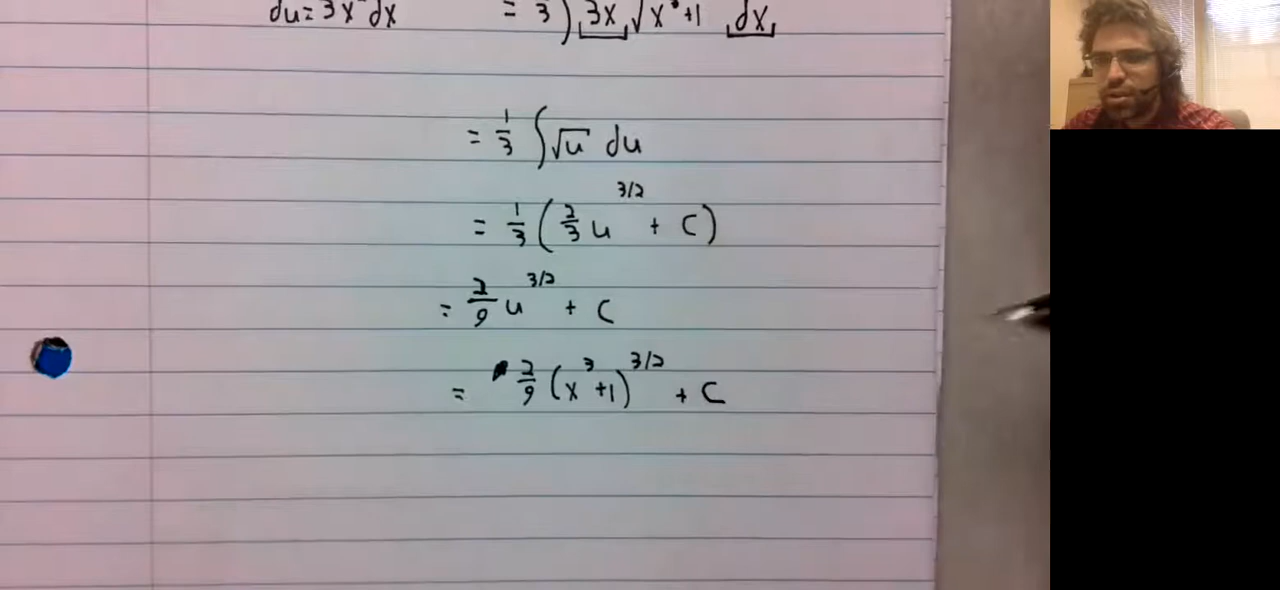 du = 3x² dx = 1/3 ∫ 3x² √x³+1 dx
= 1/3 ∫ √u du
= 1/3 (2/3 u^3/2 + C)
= 2/9 u^3/2 + C
= 2/9 (x³+1)^3/2 + C